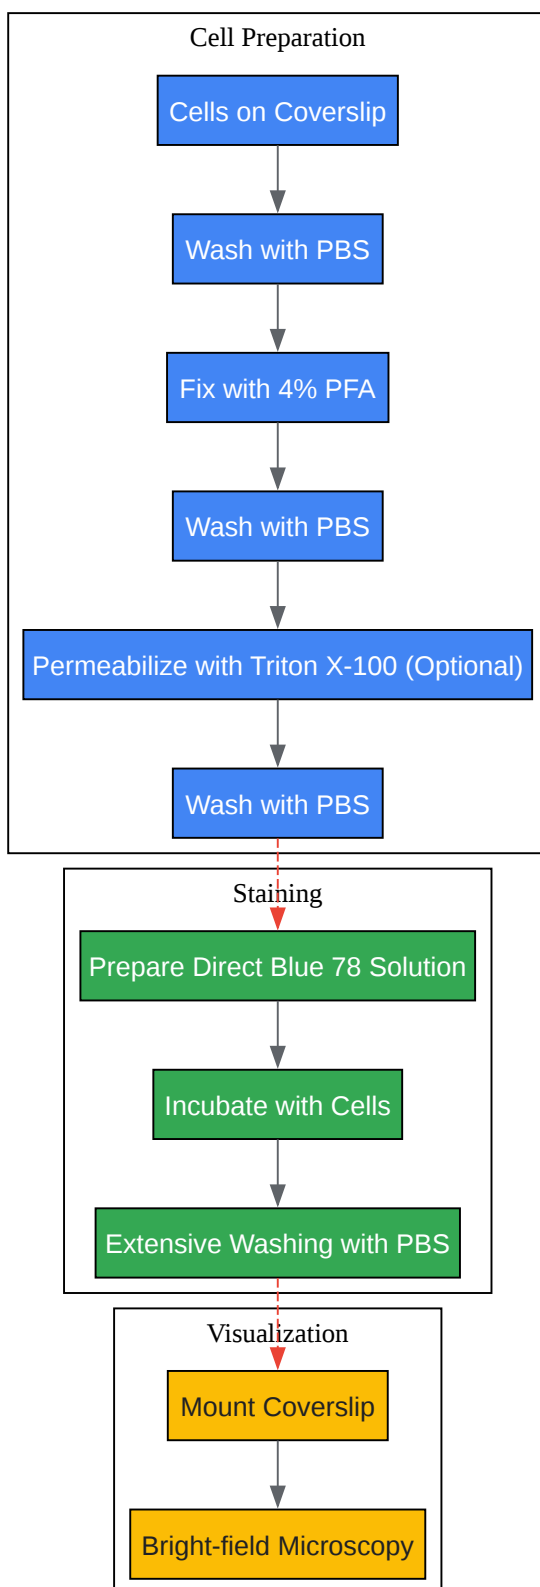 Cell Preparation
Cells on Coverslip
Wash with PBS
Fix with 4% PFA
Wash with PBS
Permeabilize with Triton X-100 (Optional)
Wash with PBS
Staining
Prepare Direct Blue 78 Solution
Incubate with Cells
Extensive Washing with PBS
Visualization
Mount Coverslip
Bright-field Microscopy